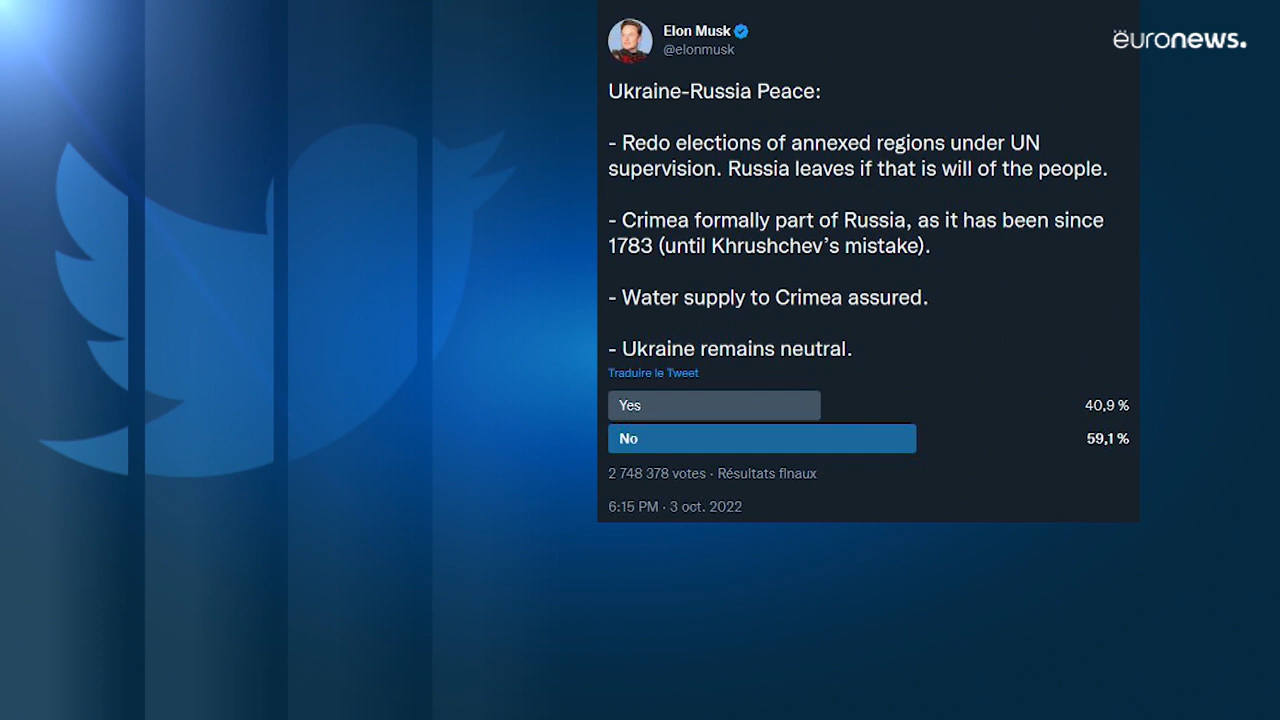 Elon Musk
@elonmusk
euronews.
Ukraine-Russia Peace:
- Redo elections of annexed regions under UN
supervision. Russia leaves if that is will of the people.
- Crimea formally part of Russia, as it has been since
1783 (until Khrushchev’s mistake).
- Water supply to Crimea assured.
- Ukraine remains neutral.
Traduire le Tweet
Yes 40,9 %
No 59,1 %
2 748 378 votes · Résultats finaux
6:15 PM · 3 oct. 2022